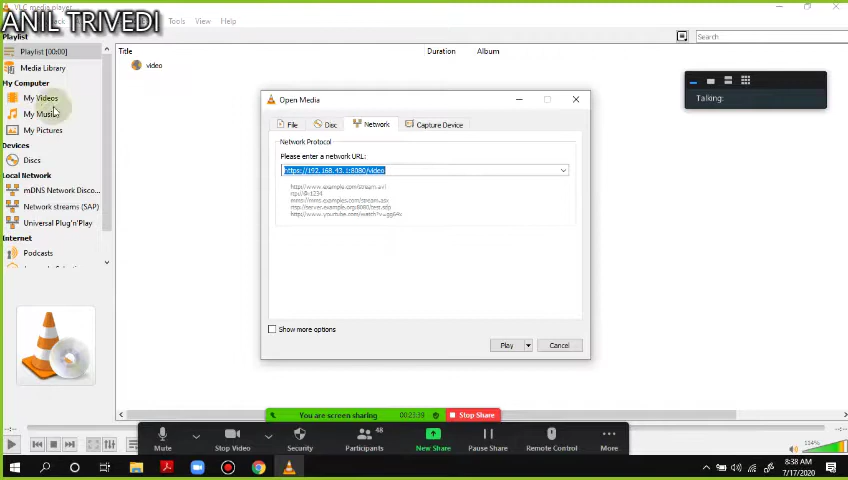 VLC media player
ANIL TRIVEDI
Tools View Help
Playlist
Playlist [00:00]
Media Library
My Computer
My Videos
My Music
My Pictures
Devices
Discs
Local Network
mDNS Network Disco...
Network streams (SAP)
Universal Plug'n'Play
Internet
Podcasts
Title Duration Album
Search
video
Open Media
File Disc Network Capture Device
Network Protocol
Please enter a network URL:
https://192.168.43.1:8080/video
http://www.example.com/stream.avi
rtp://@:1234
mms://mms.examples.com/stream.asx
rtsp://server.example.org:8080/test.sdp
http://www.yourtube.com/watch?v=gg64x
Show more options
Play Cancel
Talking:
You are screen sharing 00:23:39 Stop Share
Mute Stop Video Security Participants 48 New Share Pause Share Remote Control More
--:-- --:--
114%
8:38 AM
7/17/2020